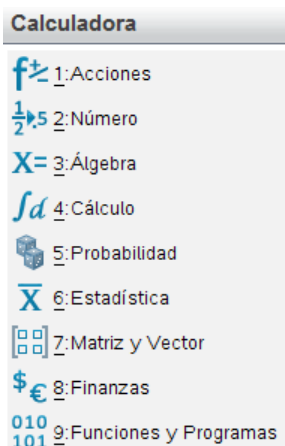 Calculadora
1:Acciones
2:Número
3:Álgebra
4:Cálculo
5:Probabilidad
6:Estadística
7:Matriz y Vector
8:Finanzas
9:Funciones y Programas